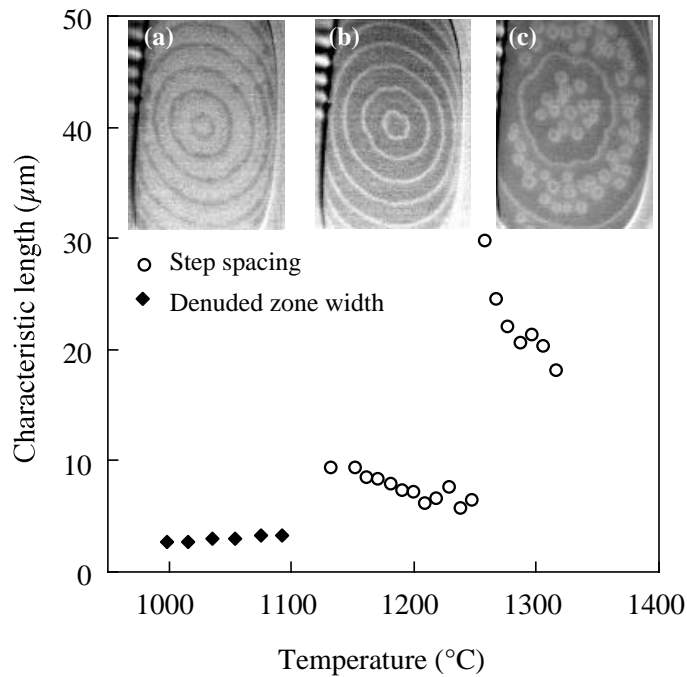 50
40
30
20
10
0
Characteristic length (μm)
(a) (b) (c)
Step spacing
Denuded zone width
1000 1100 1200 1300 1400
Temperature (°C)